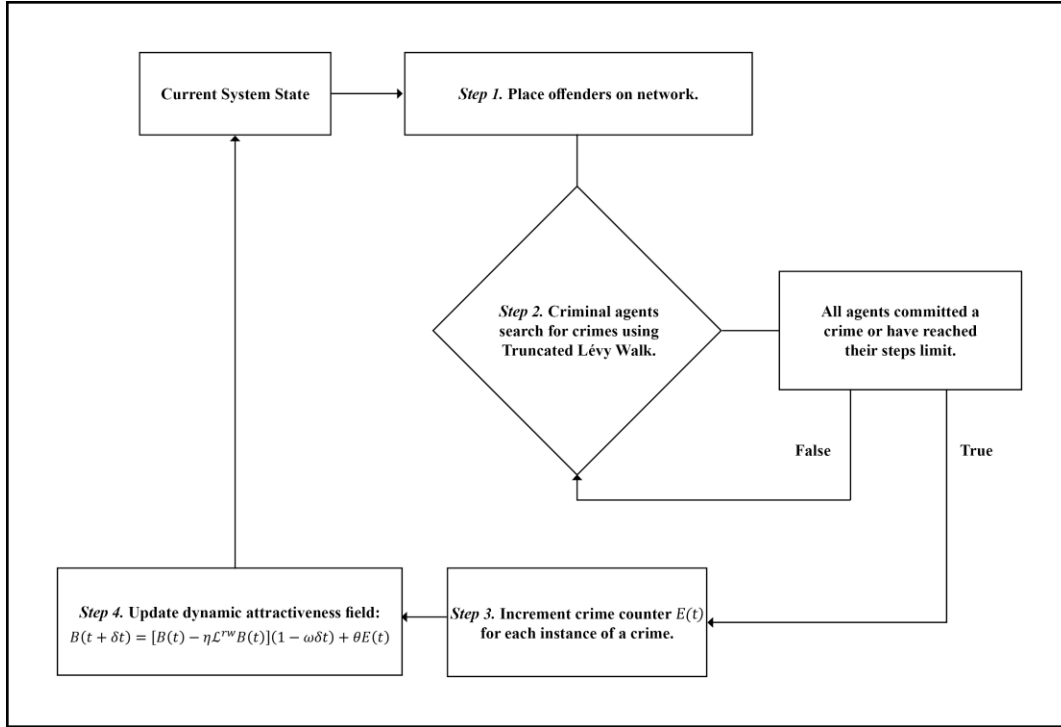 Current System State
Step 1. Place offenders on network.
Step 2. Criminal agents
search for crimes using
Truncated Lévy Walk.
All agents committed a
crime or have reached
their steps limit.
False
True
Step 3. Increment crime counter E(t)
for each instance of a crime.
Step 4. Update dynamic attractiveness field:
B(t + δt) = [B(t) − ηℒ^{rw}B(t)](1 − ωδt) + θE(t)